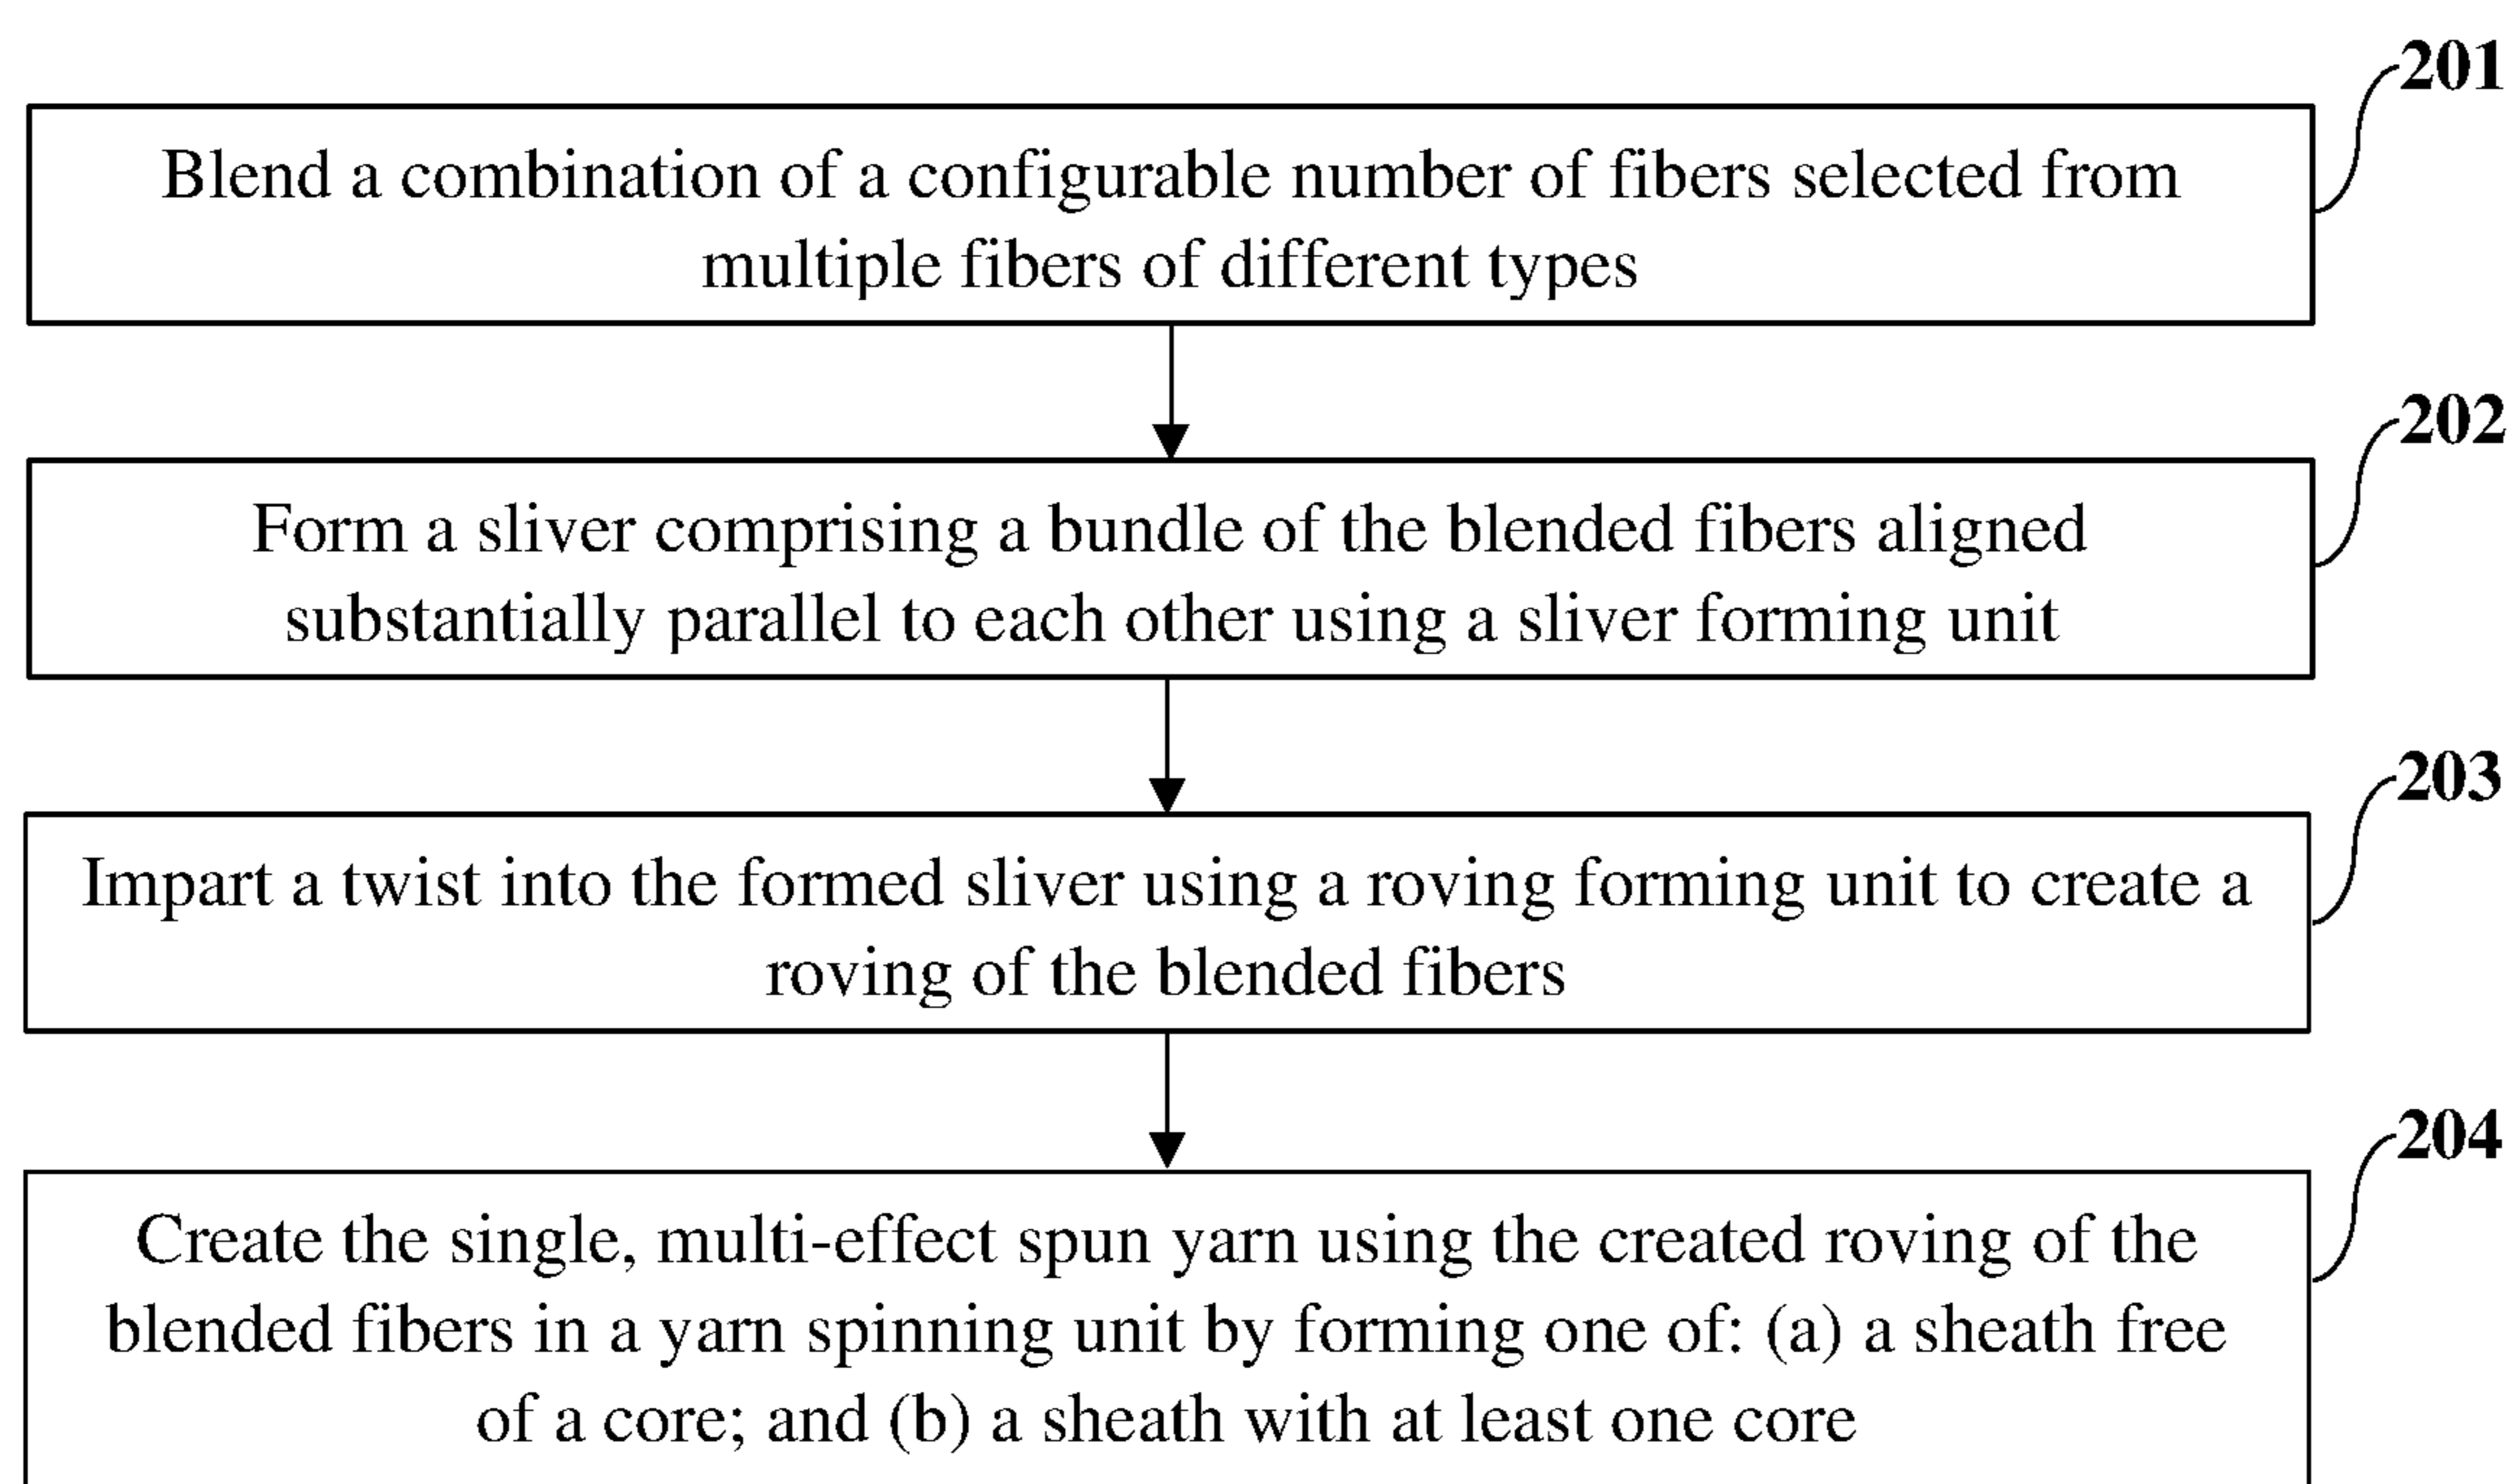 201
Blend a combination of a configurable number of fibers selected from
multiple fibers of different types
202
Form a sliver comprising a bundle of the blended fibers aligned
substantially parallel to each other using a sliver forming unit
203
Impart a twist into the formed sliver using a roving forming unit to create a
roving of the blended fibers
204
Create the single, multi-effect spun yarn using the created roving of the
blended fibers in a yarn spinning unit by forming one of: (a) a sheath free
of a core; and (b) a sheath with at least one core